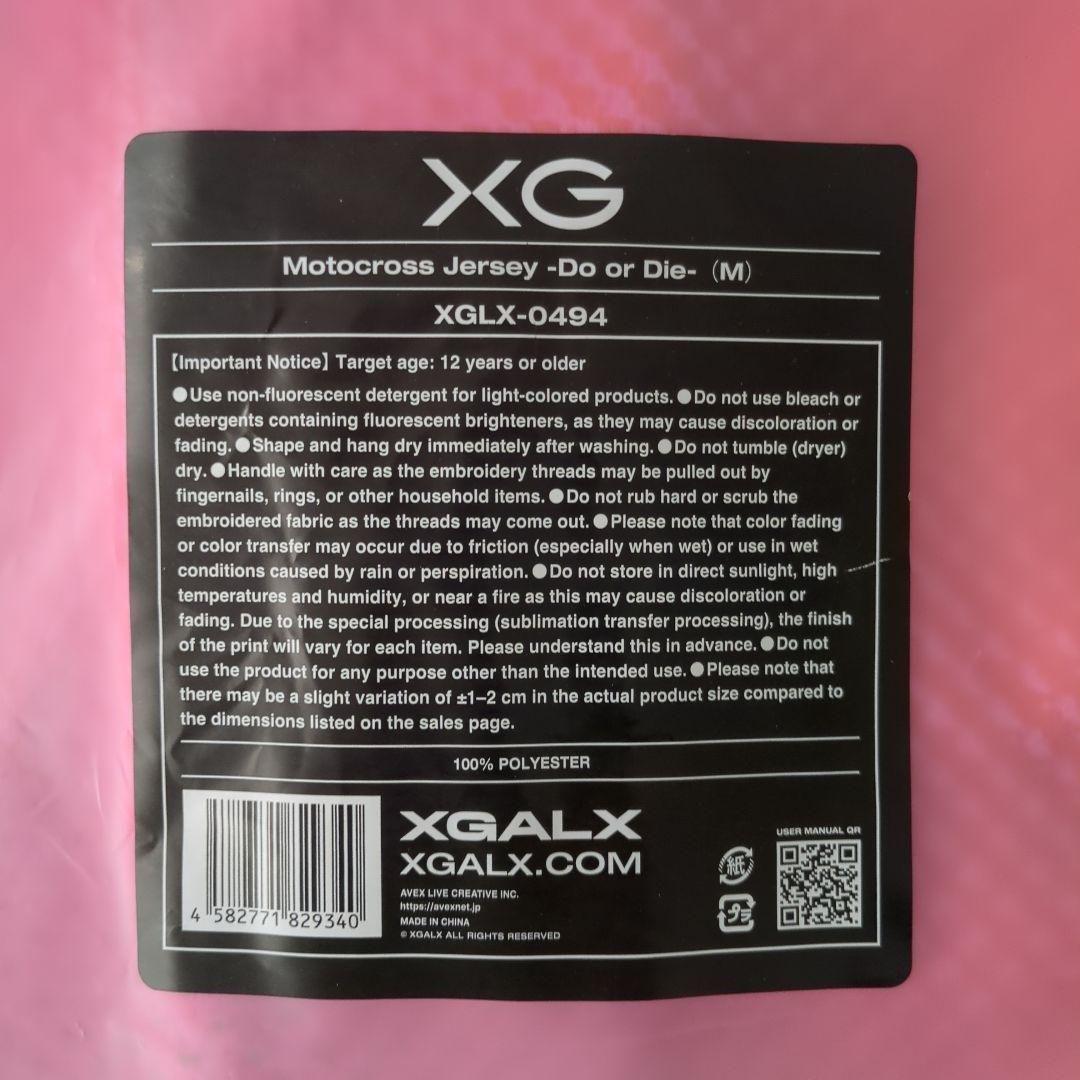 XG
Motocross Jersey -Do or Die-（M）
XGLX-0494
【Important Notice】Target age: 12 years or older
●Use non-fluorescent detergent for light-colored products. ●Do not use bleach or
detergents containing fluorescent brighteners, as they may cause discoloration or
fading. ●Shape and hang dry immediately after washing. ●Do not tumble (dryer)
dry. ●Handle with care as the embroidery threads may be pulled out by
fingernails, rings, or other household items. ●Do not rub hard or scrub the
embroidered fabric as the threads may come out. ●Please note that color fading
or color transfer may occur due to friction (especially when wet) or use in wet
conditions caused by rain or perspiration. ●Do not store in direct sunlight, high
temperatures and humidity, or near a fire as this may cause discoloration or
fading. Due to the special processing (sublimation transfer processing), the finish
of the print will vary for each item. Please understand this in advance. ●Do not
use the product for any purpose other than the intended use. ●Please note that
there may be a slight variation of ±1–2 cm in the actual product size compared to
the dimensions listed on the sales page.
100% POLYESTER
4 582771 829340
XGALX
XGALX.COM
AVEX LIVE CREATIVE INC.
https://avexnet.jp
MADE IN CHINA
© XGALX ALL RIGHTS RESERVED
紙
プラ
USER MANUAL QR